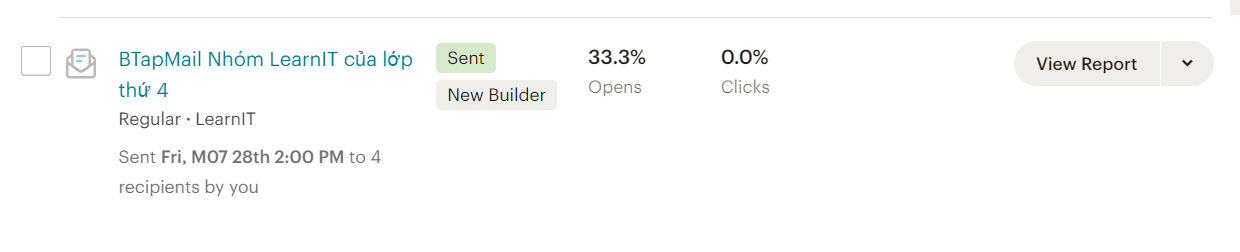 BTapMail Nhóm LearnIT của lớp
thứ 4
Regular · LearnIT
Sent Fri, M07 28th 2:00 PM to 4
recipients by you
Sent
New Builder
33.3%
Opens
0.0%
Clicks
View Report